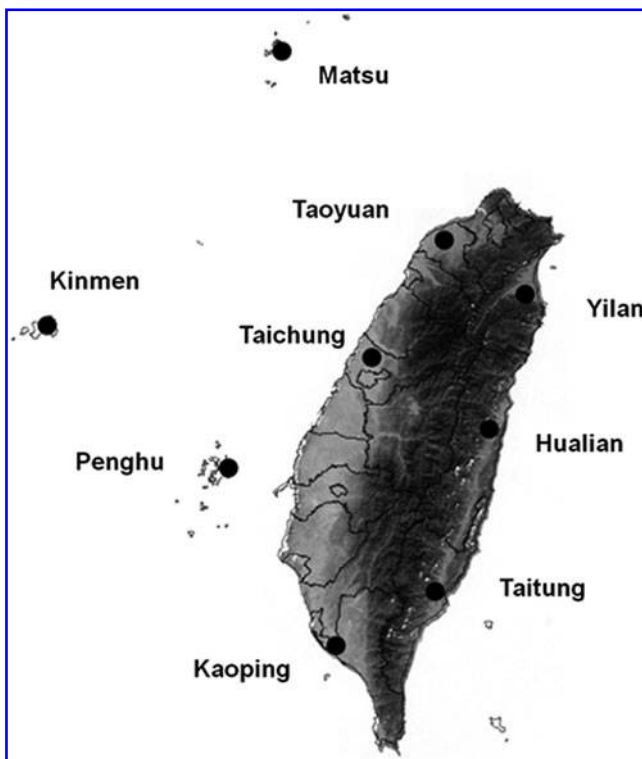 Matsu
Taoyuan
Kinmen
Yilan
Taichung
Hualian
Penghu
Taitung
Kaoping